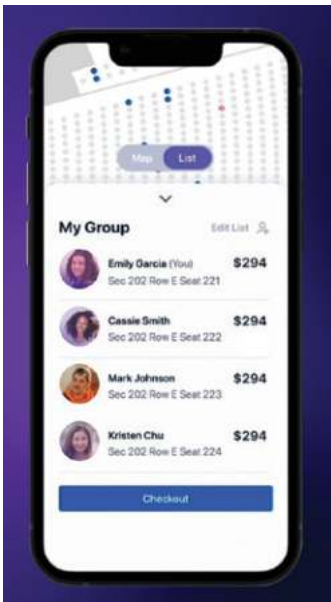 Map
List
My Group
Edit List
Emily Garcia (You)
$294
Sec 202 Row E Seat 221
Cassie Smith
$294
Sec 202 Row E Seat 222
Mark Johnson
$294
Sec 202 Row E Seat 223
Kristen Chu
$294
Sec 202 Row E Seat 224
Checkout